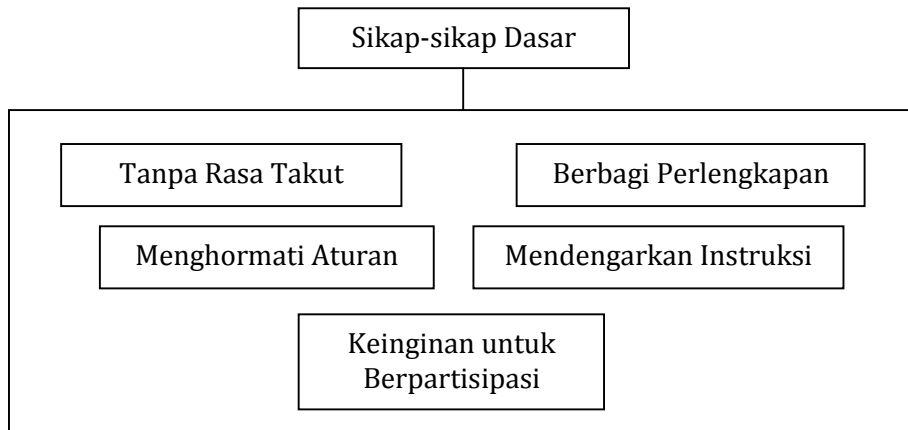 Sikap-sikap Dasar
Tanpa Rasa Takut
Berbagi Perlengkapan
Menghormati Aturan
Mendengarkan Instruksi
Keinginan untuk
Berpartisipasi